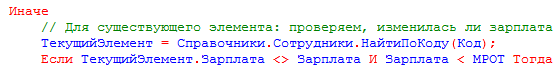 Иначе
// Для существующего элемента: проверяем, изменилась ли зарплата
ТекущийЭлемент = Справочники.Сотрудники.НайтиПоКоду(Код);
Если ТекущийЭлемент.Зарплата <> Зарплата И Зарплата < МРОТ Тогда